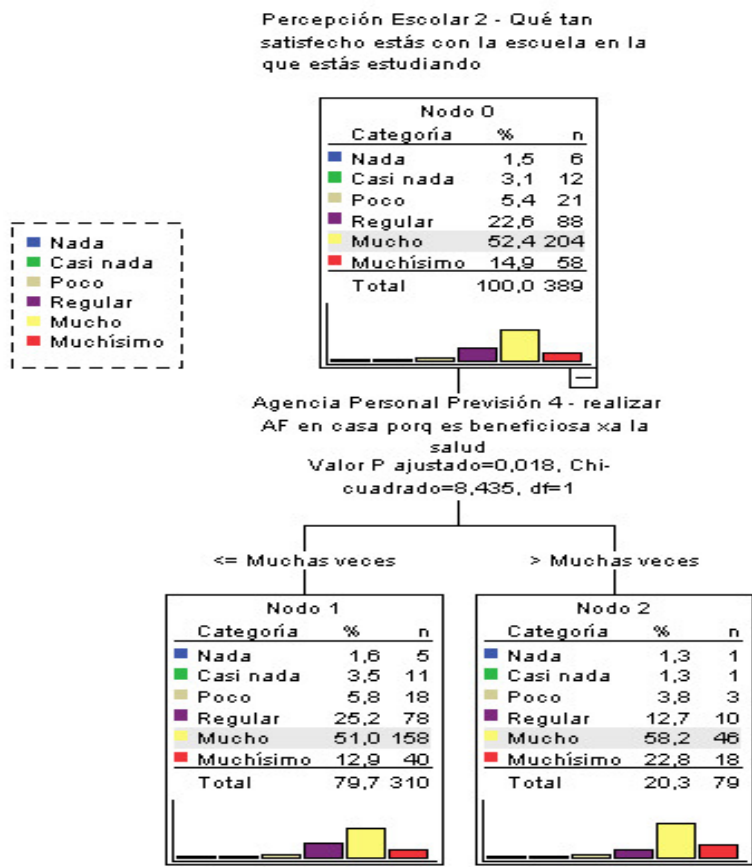 Percepción Escolar 2 - Qué tan
satisfecho estás con la escuela en la
que estás estudiando
Nodo 0
Categoría % n
Nada 1,5 6
Casi nada 3,1 12
Poco 5,4 21
Regular 22,6 88
Mucho 52,4 204
Muchísimo 14,9 58
Total 100,0 389
Nada
Casi nada
Poco
Regular
Mucho
Muchísimo
Agencia Personal Previsión 4 - realizar
AF en casa porq es beneficiosa xa la
salud
Valor P ajustado=0,018, Chi-
cuadrado=8,435, df=1
<= Muchas veces
> Muchas veces
Nodo 1
Categoría % n
Nada 1,6 5
Casi nada 3,5 11
Poco 5,8 18
Regular 25,2 78
Mucho 51,0 158
Muchísimo 12,9 40
Total 79,7 310
Nodo 2
Categoría % n
Nada 1,3 1
Casi nada 1,3 1
Poco 3,8 3
Regular 12,7 10
Mucho 58,2 46
Muchísimo 22,8 18
Total 20,3 79